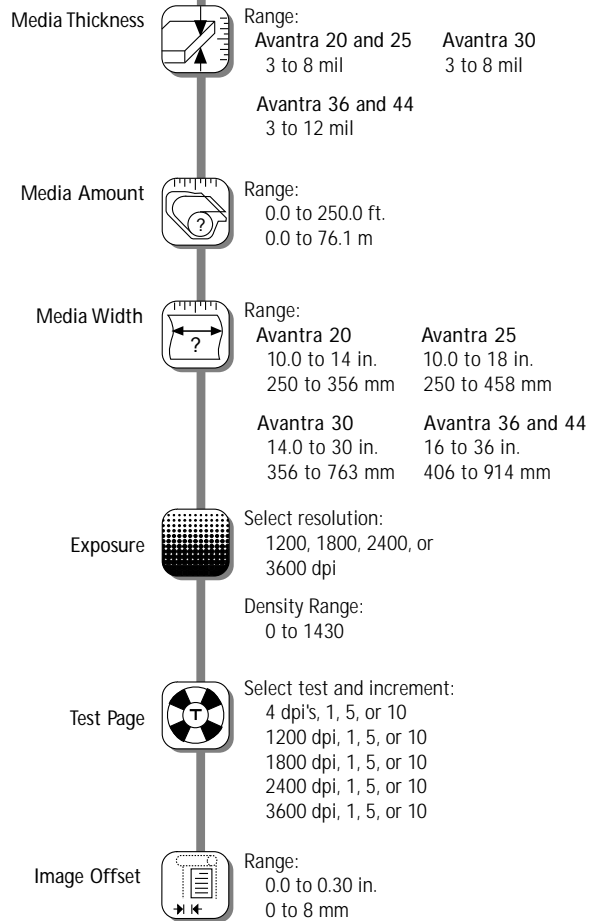 Media Thickness
Range:
Avantra 20 and 25 Avantra 30
3 to 8 mil 3 to 8 mil
Avantra 36 and 44
3 to 12 mil
Media Amount
?
Range:
0.0 to 250.0 ft.
0.0 to 76.1 m
Media Width
?
Range:
Avantra 20 Avantra 25
10.0 to 14 in. 10.0 to 18 in.
250 to 356 mm 250 to 458 mm
Avantra 30 Avantra 36 and 44
14.0 to 30 in. 16 to 36 in.
356 to 763 mm 406 to 914 mm
Exposure
Select resolution:
1200, 1800, 2400, or
3600 dpi
Density Range:
0 to 1430
Test Page
T
Select test and increment:
4 dpi's, 1, 5, or 10
1200 dpi, 1, 5, or 10
1800 dpi, 1, 5, or 10
2400 dpi, 1, 5, or 10
3600 dpi, 1, 5, or 10
Image Offset
Range:
0.0 to 0.30 in.
0 to 8 mm